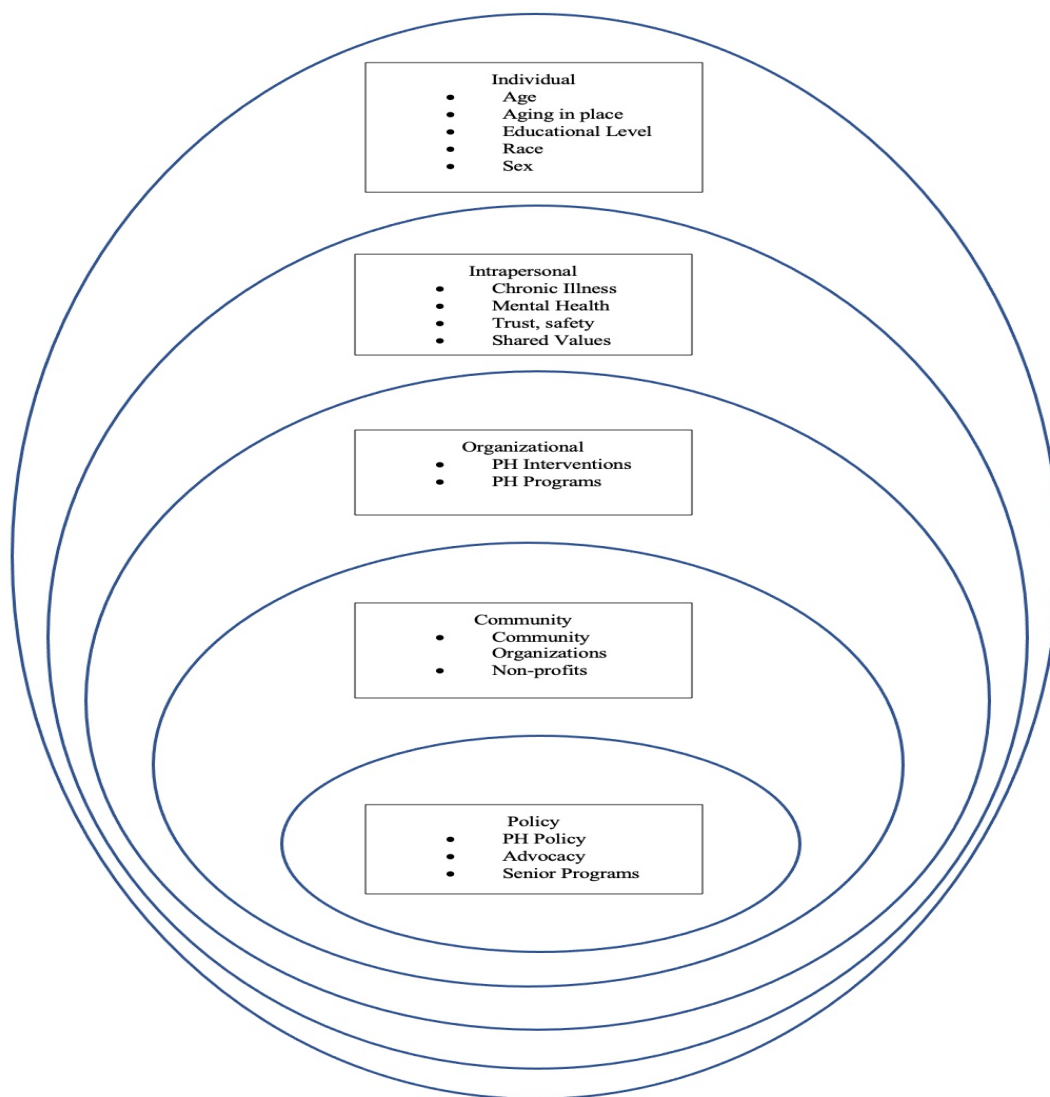 Individual
• Age
• Aging in place
• Educational Level
• Race
• Sex
Intrapersonal
• Chronic Illness
• Mental Health
• Trust, safety
• Shared Values
Organizational
• PH Interventions
• PH Programs
Community
• Community
Organizations
• Non-profits
Policy
• PH Policy
• Advocacy
• Senior Programs